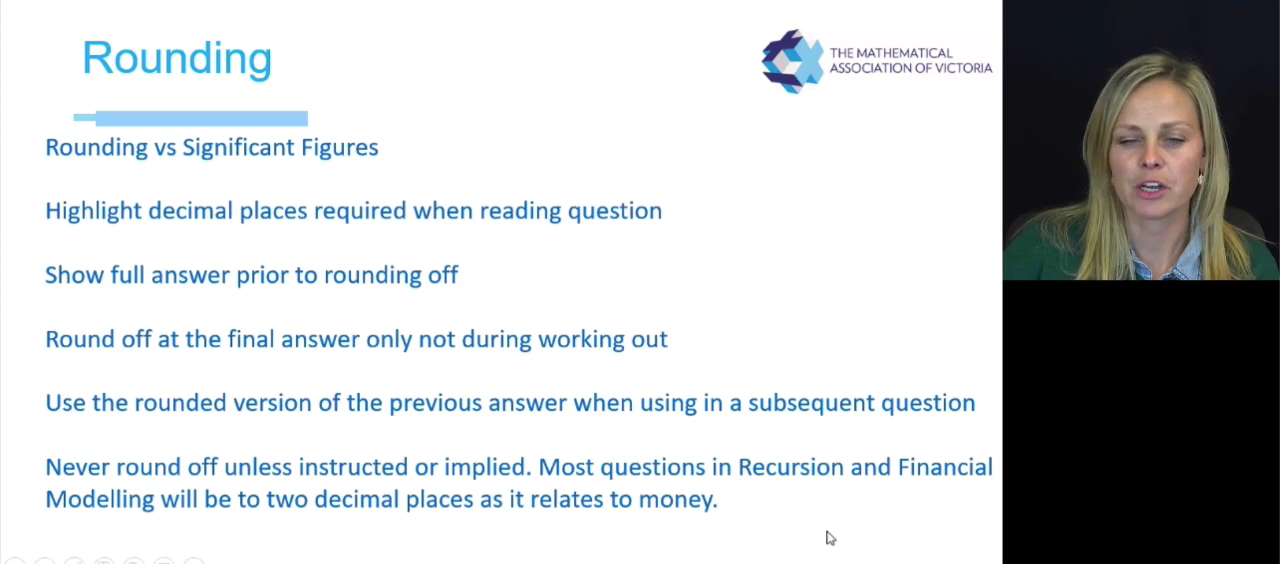 Rounding
THE MATHEMATICAL
ASSOCIATION OF VICTORIA
Rounding vs Significant Figures
Highlight decimal places required when reading question
Show full answer prior to rounding off
Round off at the final answer only not during working out
Use the rounded version of the previous answer when using in a subsequent question
Never round off unless instructed or implied. Most questions in Recursion and Financial
Modelling will be to two decimal places as it relates to money.